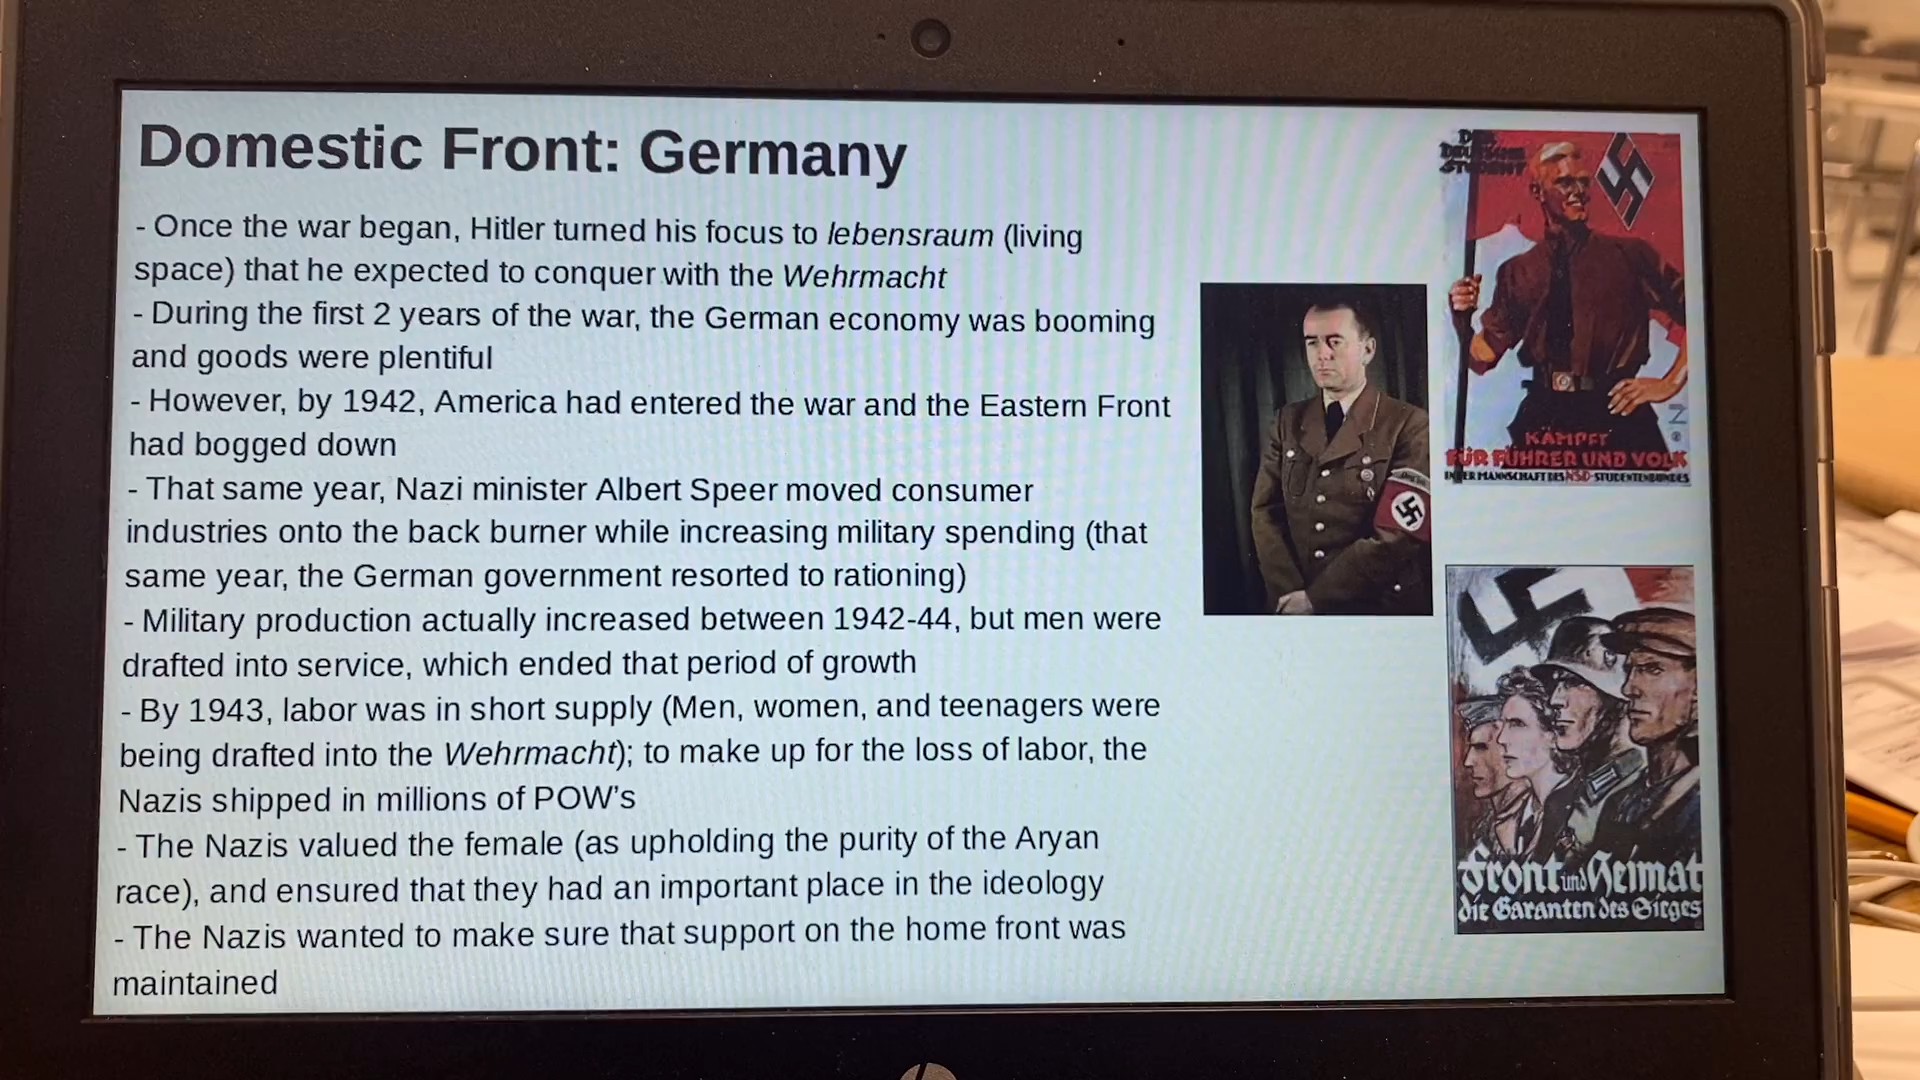 Domestic Front: Germany
- Once the war began, Hitler turned his focus to lebensraum (living
space) that he expected to conquer with the Wehrmacht
- During the first 2 years of the war, the German economy was booming
and goods were plentiful
- However, by 1942, America had entered the war and the Eastern Front
had bogged down
- That same year, Nazi minister Albert Speer moved consumer
industries onto the back burner while increasing military spending (that
same year, the German government resorted to rationing)
- Military production actually increased between 1942-44, but men were
drafted into service, which ended that period of growth
- By 1943, labor was in short supply (Men, women, and teenagers were
being drafted into the Wehrmacht); to make up for the loss of labor, the
Nazis shipped in millions of POW's
- The Nazis valued the female (as upholding the purity of the Aryan
race), and ensured that they had an important place in the ideology
- The Nazis wanted to make sure that support on the home front was
maintained
DER
DEUTSCHE
STUDENT
KÄMPFT
FÜR FÜHRER UND VOLK
IN DER MANNSCHAFT DES NSD-STUDENTENBUNDES
Front und Heimat
die Garanten des Sieges